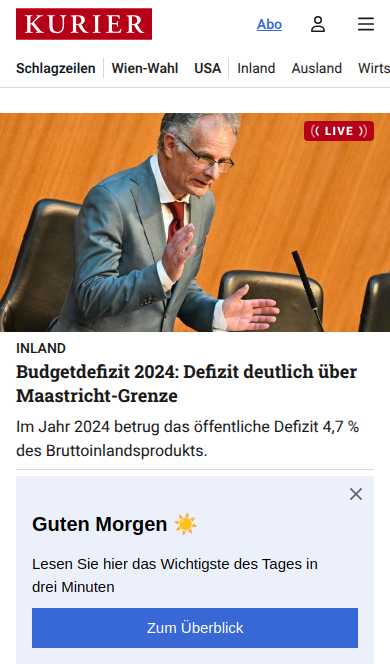 KURIER
Abo
Schlagzeilen
Wien-Wahl
USA
Inland
Ausland
Wirts
LIVE
INLAND
Budgetdefizit 2024: Defizit deutlich über
Maastricht-Grenze
Im Jahr 2024 betrug das öffentliche Defizit 4,7 %
des Bruttoinlandsprodukts.
Guten Morgen ☀️
Lesen Sie hier das Wichtigste des Tages in
drei Minuten
Zum Überblick